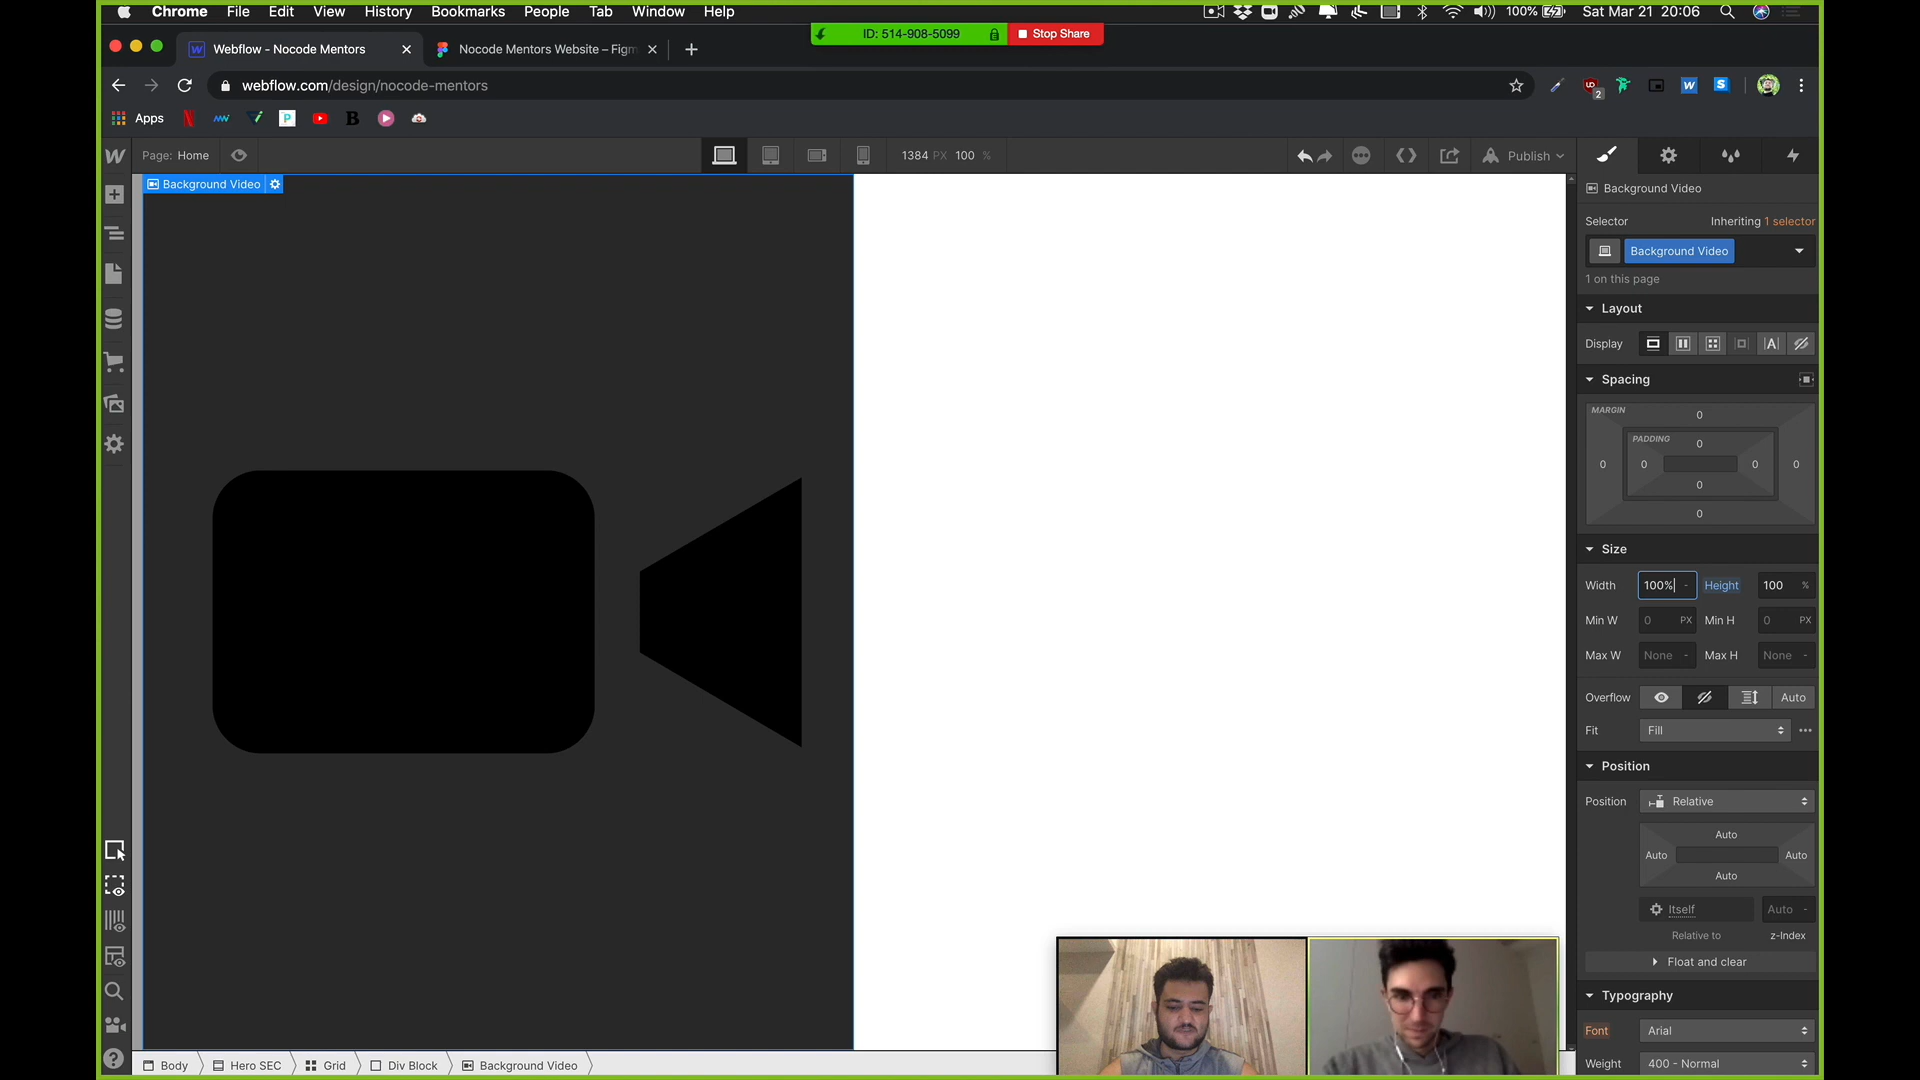 Chrome File Edit View History Bookmarks People Tab Window Help
100% Sat Mar 21 20:06
ID: 514-908-5099 Stop Share
Webflow - Nocode Mentors
Nocode Mentors Website – Figm
webflow.com/design/nocode-mentors
2
Apps
Page: Home
1384 PX 100 %
Publish
Background Video
Background Video
Selector Inheriting 1 selector
Background Video
1 on this page
Layout
Display
Spacing
MARGIN
0
PADDING
0
0 0 0 0
0
0
Size
Width 100% - Height 100 %
Min W 0 PX Min H 0 PX
Max W None - Max H None -
Overflow Auto
Fit Fill
Position
Position Relative
Auto
Auto Auto
Auto
Itself Auto -
Relative to z-Index
Float and clear
Typography
Font Arial
Weight 400 - Normal
Body Hero SEC Grid Div Block Background Video